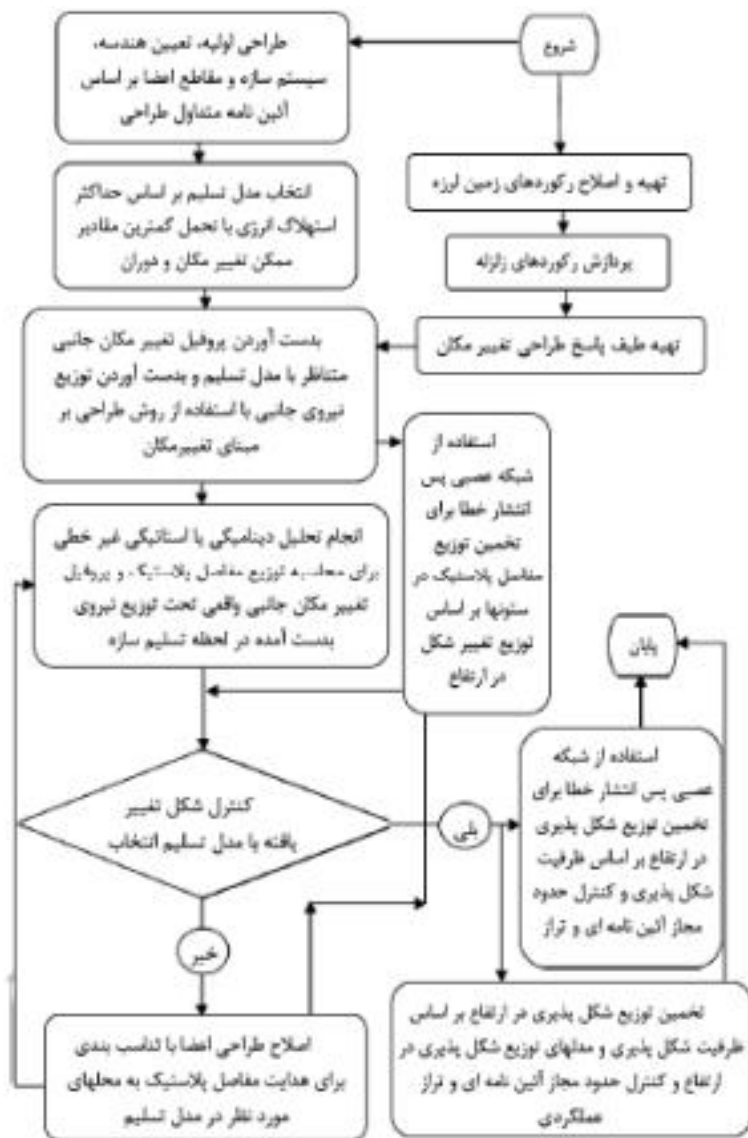 شروع
طراحی اولیه، تعیین هندسه،
سیستم سازه و مقاطع اعضا بر اساس
آئین نامه متداول طراحی
تهیه و اصلاح رکوردهای زمین لرزه
انتخاب مدل تسلیم بر اساس حداکثر
استهلاک انرژی با تحمل کمترین مقادیر
ممکن تغییر مکان و دوران
پردازش رکوردهای زلزله
تهیه طیف پاسخ طراحی تغییر مکان
بدست آوردن پروفیل تغییر مکان جانبی
متناظر با مدل تسلیم و بدست آوردن توزیع
نیروی جانبی با استفاده از روش طراحی بر
مبنای تغییرمکان
استفاده از
شبکه عصبی پس
انتشار خطا برای
تخمین توزیع
مفاصل پلاستیک در
ستونها بر اساس
توزیع تغییر شکل
در ارتفاع
انجام تحلیل دینامیکی یا استاتیکی غیر خطی
برای محاسبه توزیع مفاصل پلاستیک و پروفیل
تغییر مکان جانبی واقعی تحت توزیع نیروی
بدست آمده در لحظه تسلیم سازه
پایان
کنترل شکل تغییر
یافته با مدل تسلیم انتخاب
بلی
استفاده از شبکه
عصبی پس انتشار خطا برای
تخمین توزیع شکل پذیری
در ارتفاع بر اساس ظرفیت
شکل پذیری و کنترل حدود
مجاز آئین نامه ای و تراز
خیر
اصلاح طراحی اعضا با تناسب بندی
برای هدایت مفاصل پلاستیک به محلهای
مورد نظر در مدل تسلیم
تخمین توزیع شکل پذیری در ارتفاع بر اساس
ظرفیت شکل پذیری و مدلهای توزیع شکل پذیری در
ارتفاع و کنترل حدود مجاز آئین نامه ای و تراز
عملکردی